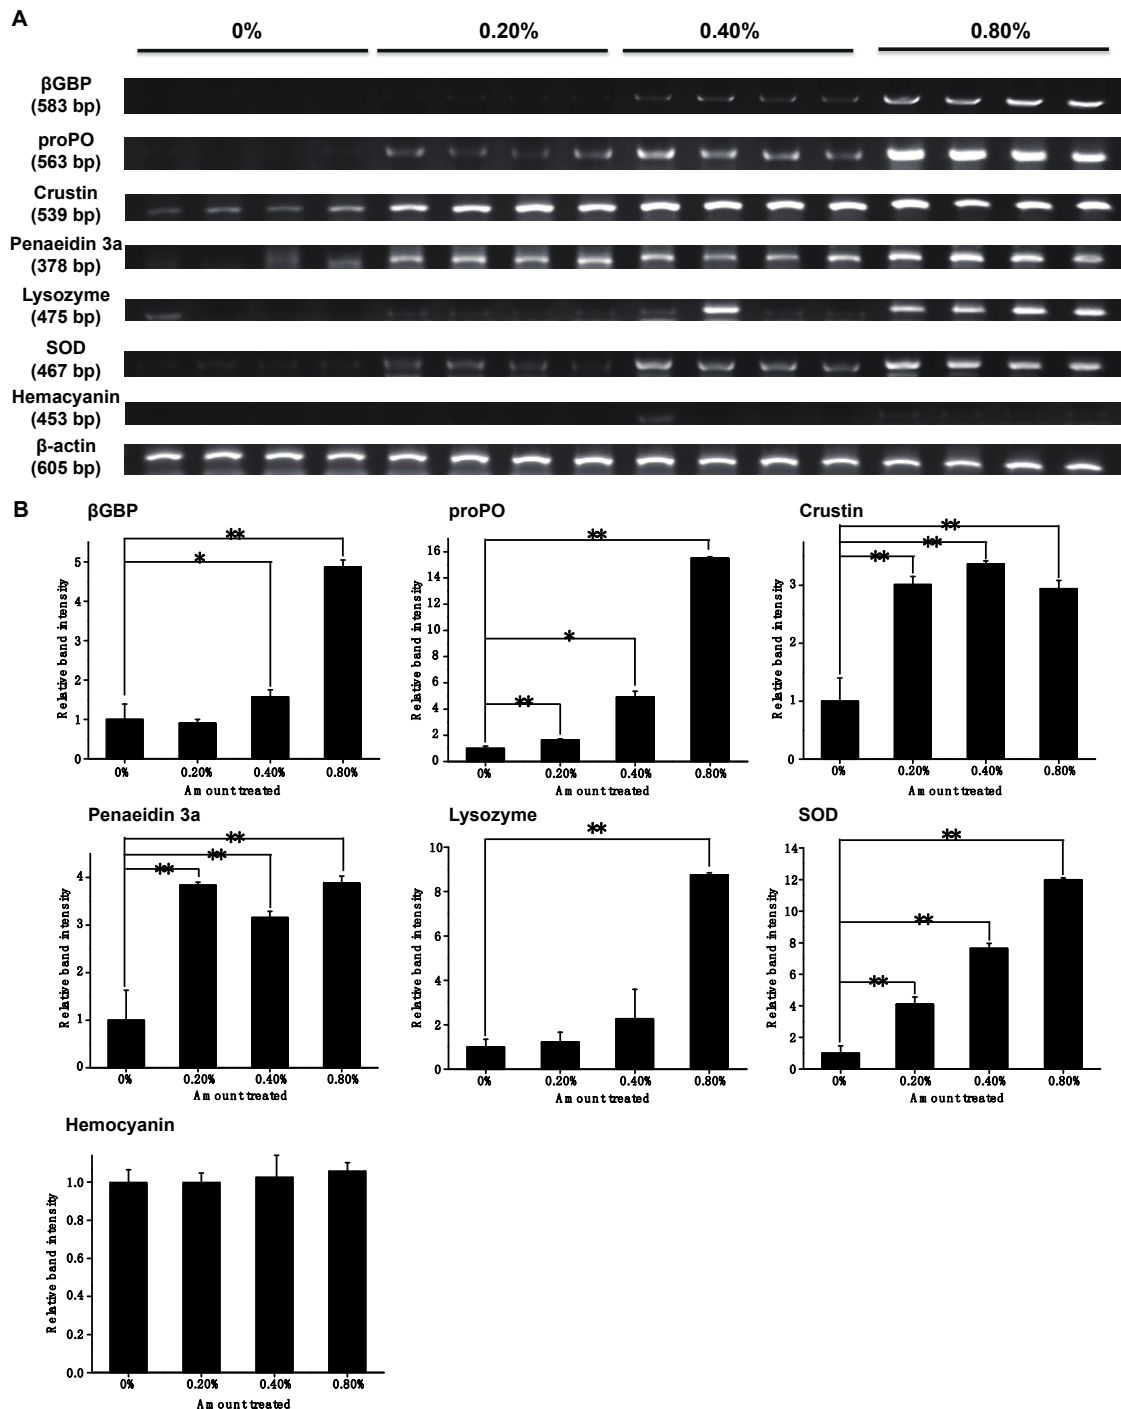 A
0%
0.20%
0.40%
0.80%
βGBP
(583 bp)
proPO
(563 bp)
Crustin
(539 bp)
Penaeidin 3a
(378 bp)
Lysozyme
(475 bp)
SOD
(467 bp)
Hemacyanin
(453 bp)
β-actin
(605 bp)
B
βGBP
**
*
Relative band intensity
5
4
3
2
1
0
0% 0.20% 0.40% 0.80%
Amount treated
proPO
**
*
**
Relative band intensity
16
14
12
10
8
6
4
2
0
0% 0.20% 0.40% 0.80%
Amount treated
Crustin
**
**
**
Relative band intensity
3
2
1
0
0% 0.20% 0.40% 0.80%
Amount treated
Penaeidin 3a
**
**
**
Relative band intensity
4
3
2
1
0
0% 0.20% 0.40% 0.80%
Amount treated
Lysozyme
**
Relative band intensity
10
8
6
4
2
0
0% 0.20% 0.40% 0.80%
Amount treated
SOD
**
**
**
Relative band intensity
14
12
10
8
6
4
2
0
0% 0.20% 0.40% 0.80%
Amount treated
Hemocyanin
Relative band intensity
1.0
0.8
0.6
0.4
0.2
0.0
0% 0.20% 0.40% 0.80%
Amount treated